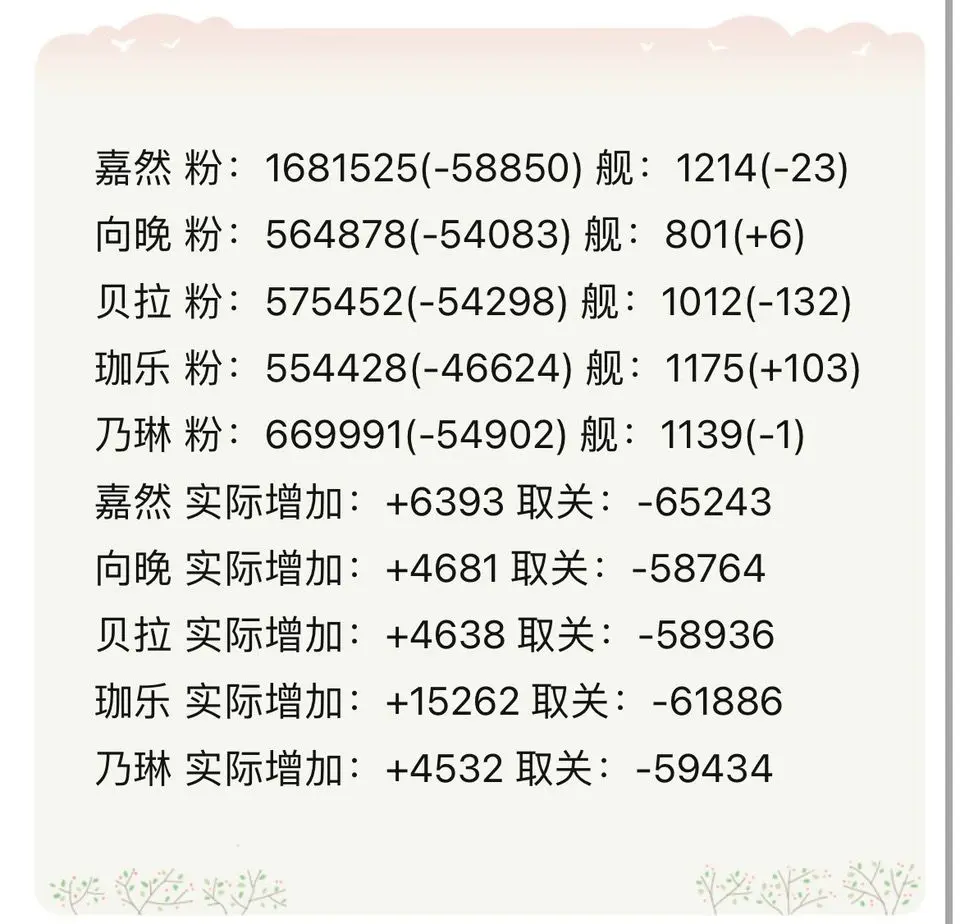 嘉然 粉：1681525(-58850) 舰：1214(-23)
向晚 粉：564878(-54083) 舰：801(+6)
贝拉 粉：575452(-54298) 舰：1012(-132)
珈乐 粉：554428(-46624) 舰：1175(+103)
乃琳 粉：669991(-54902) 舰：1139(-1)
嘉然 实际增加：+6393 取关：-65243
向晚 实际增加：+4681 取关：-58764
贝拉 实际增加：+4638 取关：-58936
珈乐 实际增加：+15262 取关：-61886
乃琳 实际增加：+4532 取关：-59434